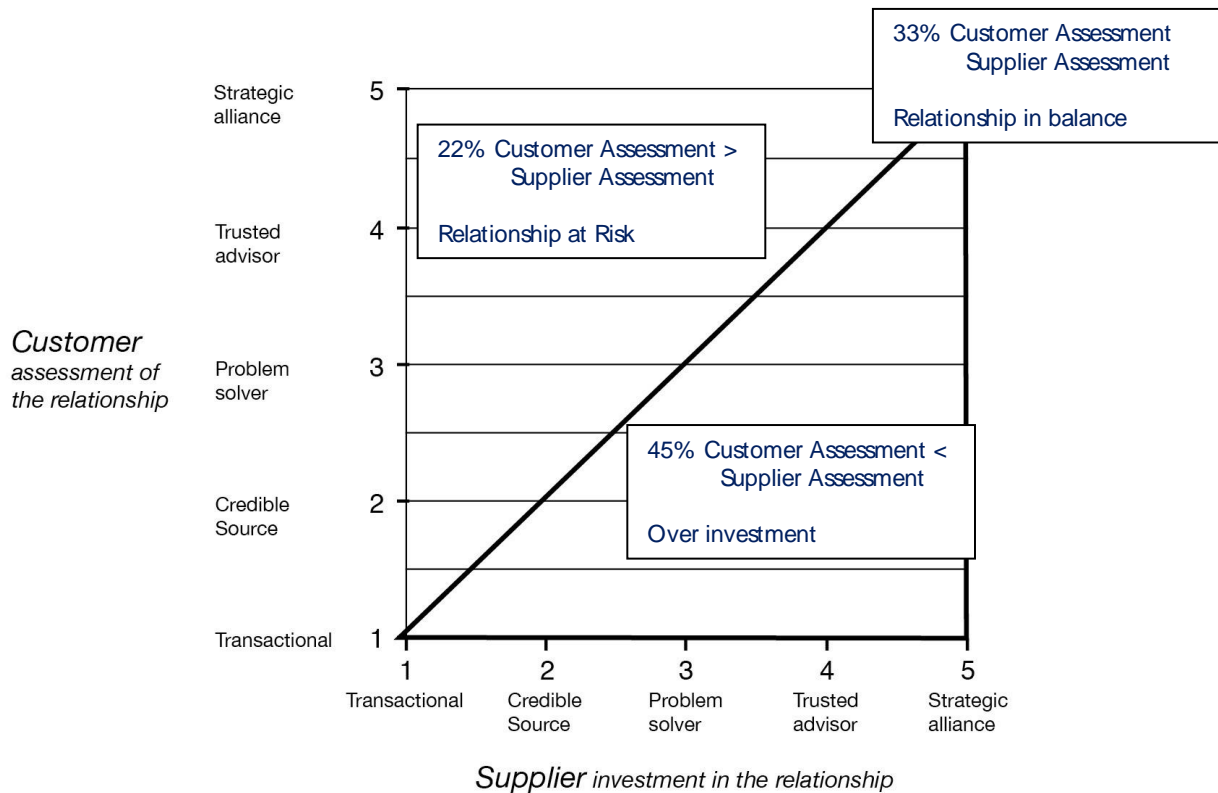 33% Customer Assessment
Supplier Assessment
Relationship in balance
Strategic
alliance
5
22% Customer Assessment >
Supplier Assessment
Relationship at Risk
Trusted
advisor
4
Customer
assessment of
the relationship
Problem
solver
3
45% Customer Assessment <
Supplier Assessment
Over investment
Credible
Source
2
Transactional
1
1
2
3
4
5
Transactional
Credible
Source
Problem
solver
Trusted
advisor
Strategic
alliance
Supplier investment in the relationship